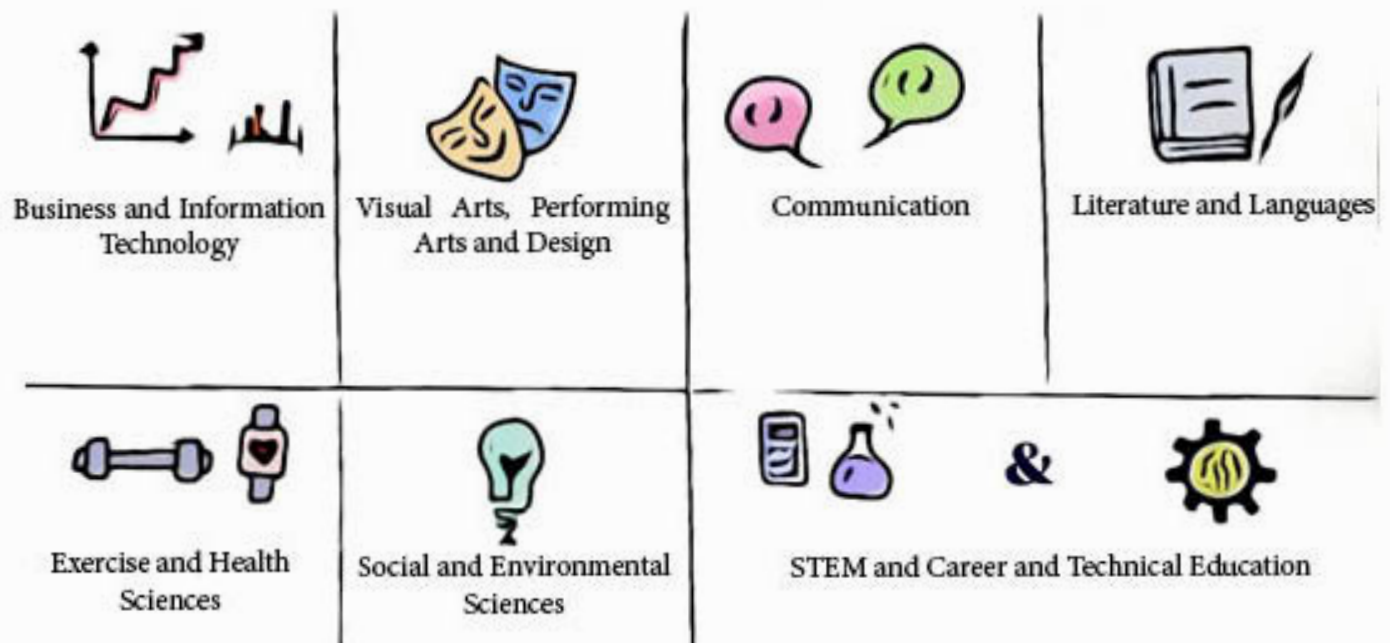 Business and Information
Technology
Visual Arts, Performing
Arts and Design
Communication
Literature and Languages
&
Exercise and Health
Sciences
Social and Environmental
Sciences
STEM and Career and Technical Education